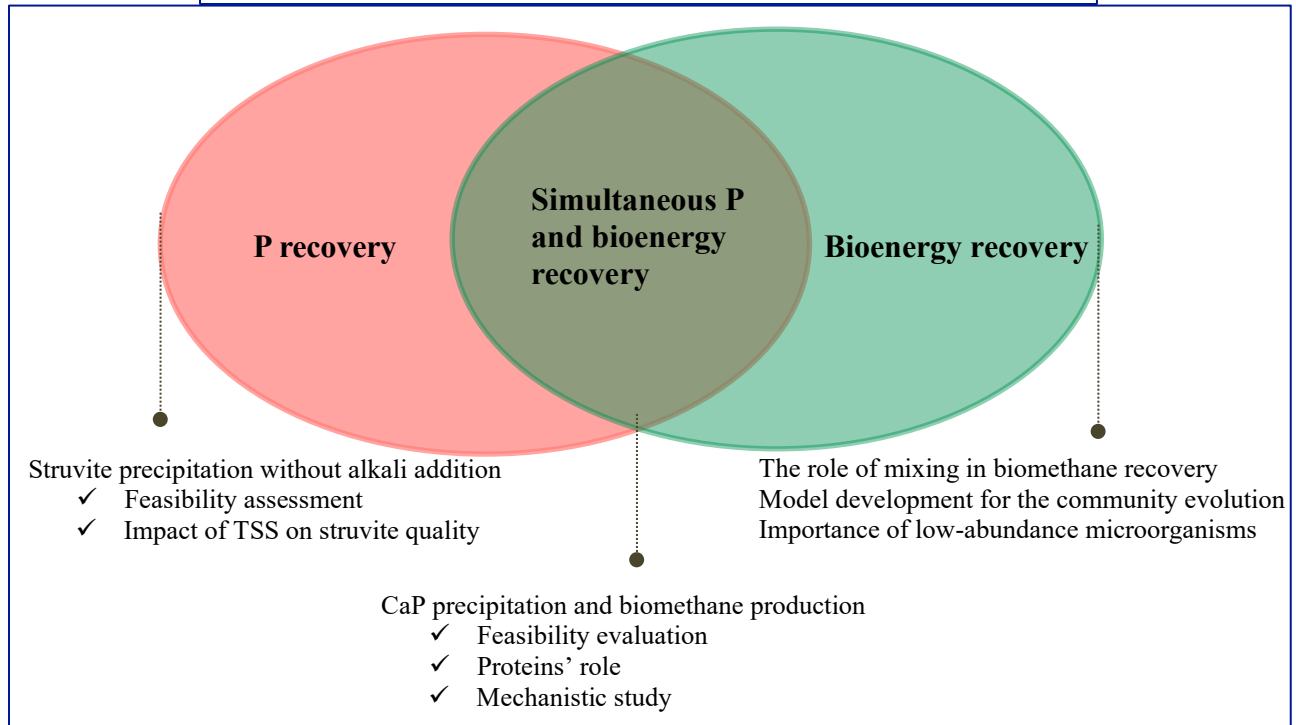 P recovery
Simultaneous P
and bioenergy
recovery
Bioenergy recovery
Struvite precipitation without alkali addition
✓ Feasibility assessment
✓ Impact of TSS on struvite quality
The role of mixing in biomethane recovery
Model development for the community evolution
Importance of low-abundance microorganisms
CaP precipitation and biomethane production
✓ Feasibility evaluation
✓ Proteins’ role
✓ Mechanistic study